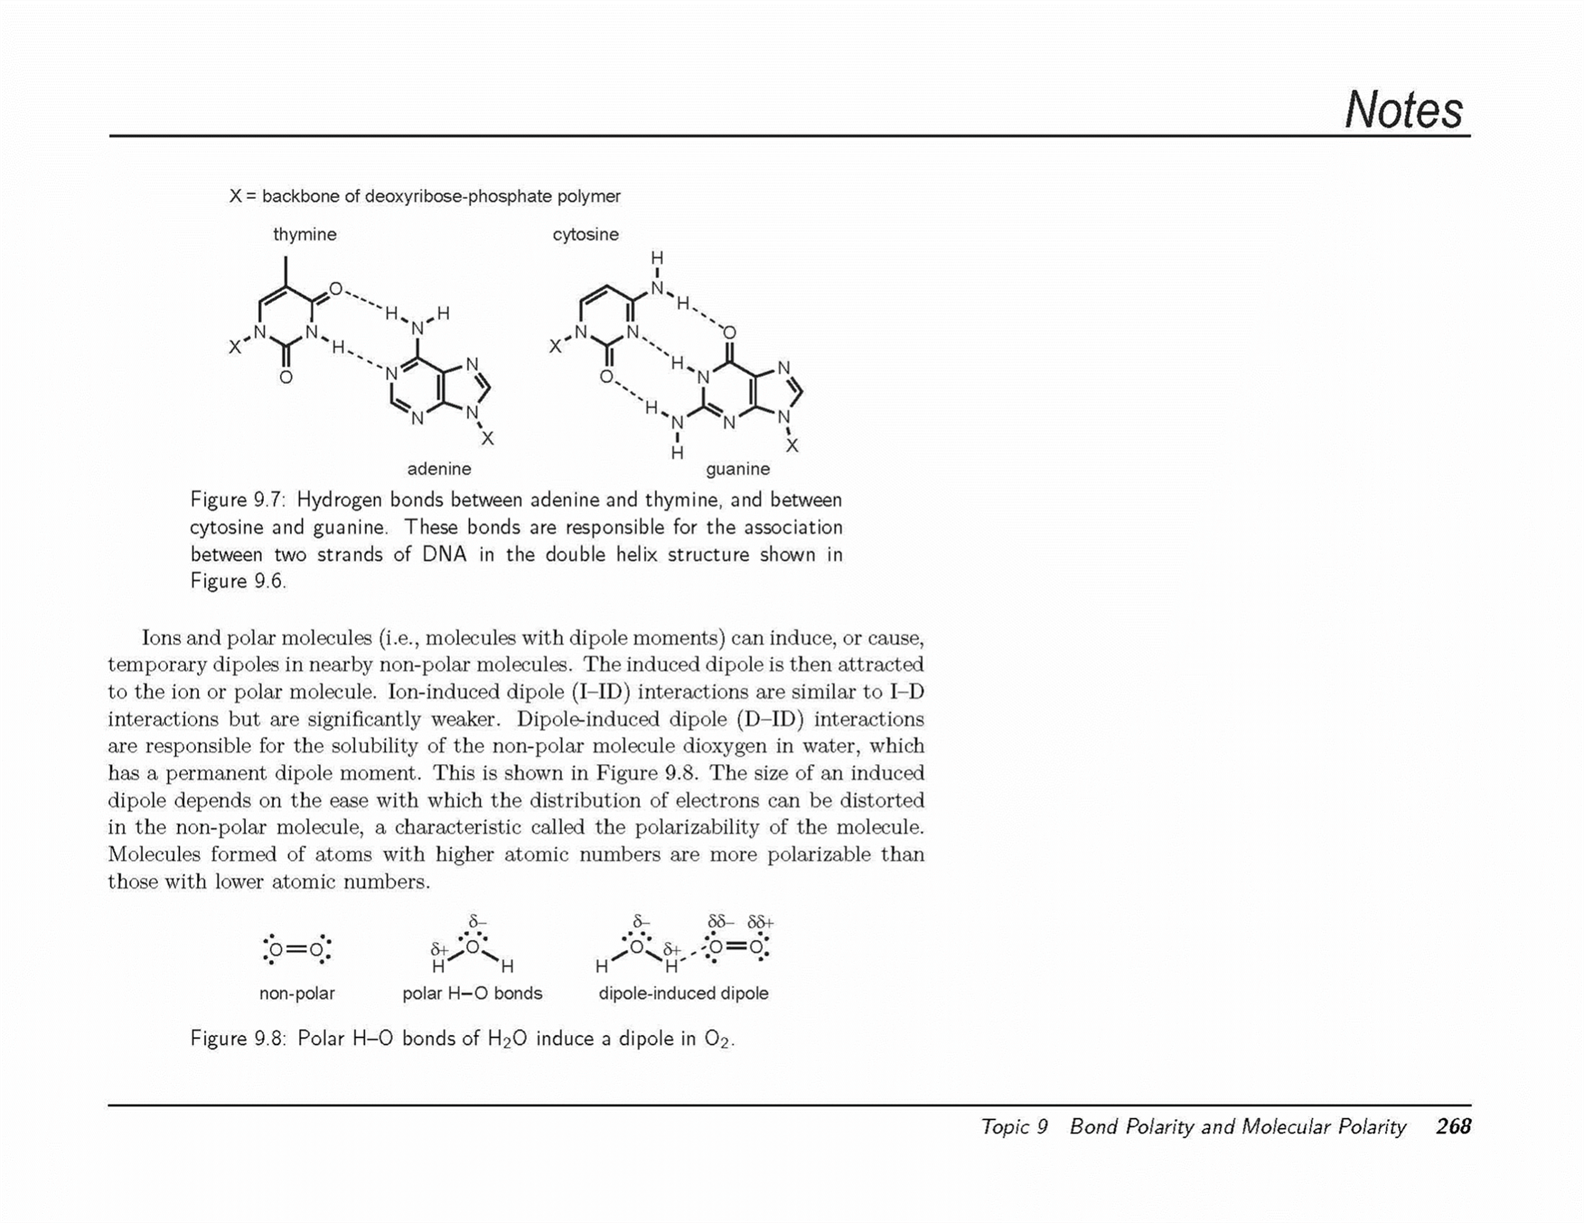 Notes
X = backbone of deoxyribose-phosphate polymer
thymine cytosine
H
O N
H H H
N N N N N O
X H X
O N N O H N N
N H
N N N N N
X H X
adenine guanine
Figure 9.7: Hydrogen bonds between adenine and thymine, and between
cytosine and guanine. These bonds are responsible for the association
between two strands of DNA in the double helix structure shown in
Figure 9.6.
Ions and polar molecules (i.e., molecules with dipole moments) can induce, or cause,
temporary dipoles in nearby non-polar molecules. The induced dipole is then attracted
to the ion or polar molecule. Ion-induced dipole (I–ID) interactions are similar to I–D
interactions but are significantly weaker. Dipole-induced dipole (D–ID) interactions
are responsible for the solubility of the non-polar molecule dioxygen in water, which
has a permanent dipole moment. This is shown in Figure 9.8. The size of an induced
dipole depends on the ease with which the distribution of electrons can be distorted
in the non-polar molecule, a characteristic called the polarizability of the molecule.
Molecules formed of atoms with higher atomic numbers are more polarizable than
those with lower atomic numbers.
δ– δ– δδ– δδ+
O=O δ+ O O δ+ O=O
H H H H
non-polar polar H–O bonds dipole-induced dipole
Figure 9.8: Polar H–O bonds of H₂O induce a dipole in O₂.
Topic 9 Bond Polarity and Molecular Polarity 268